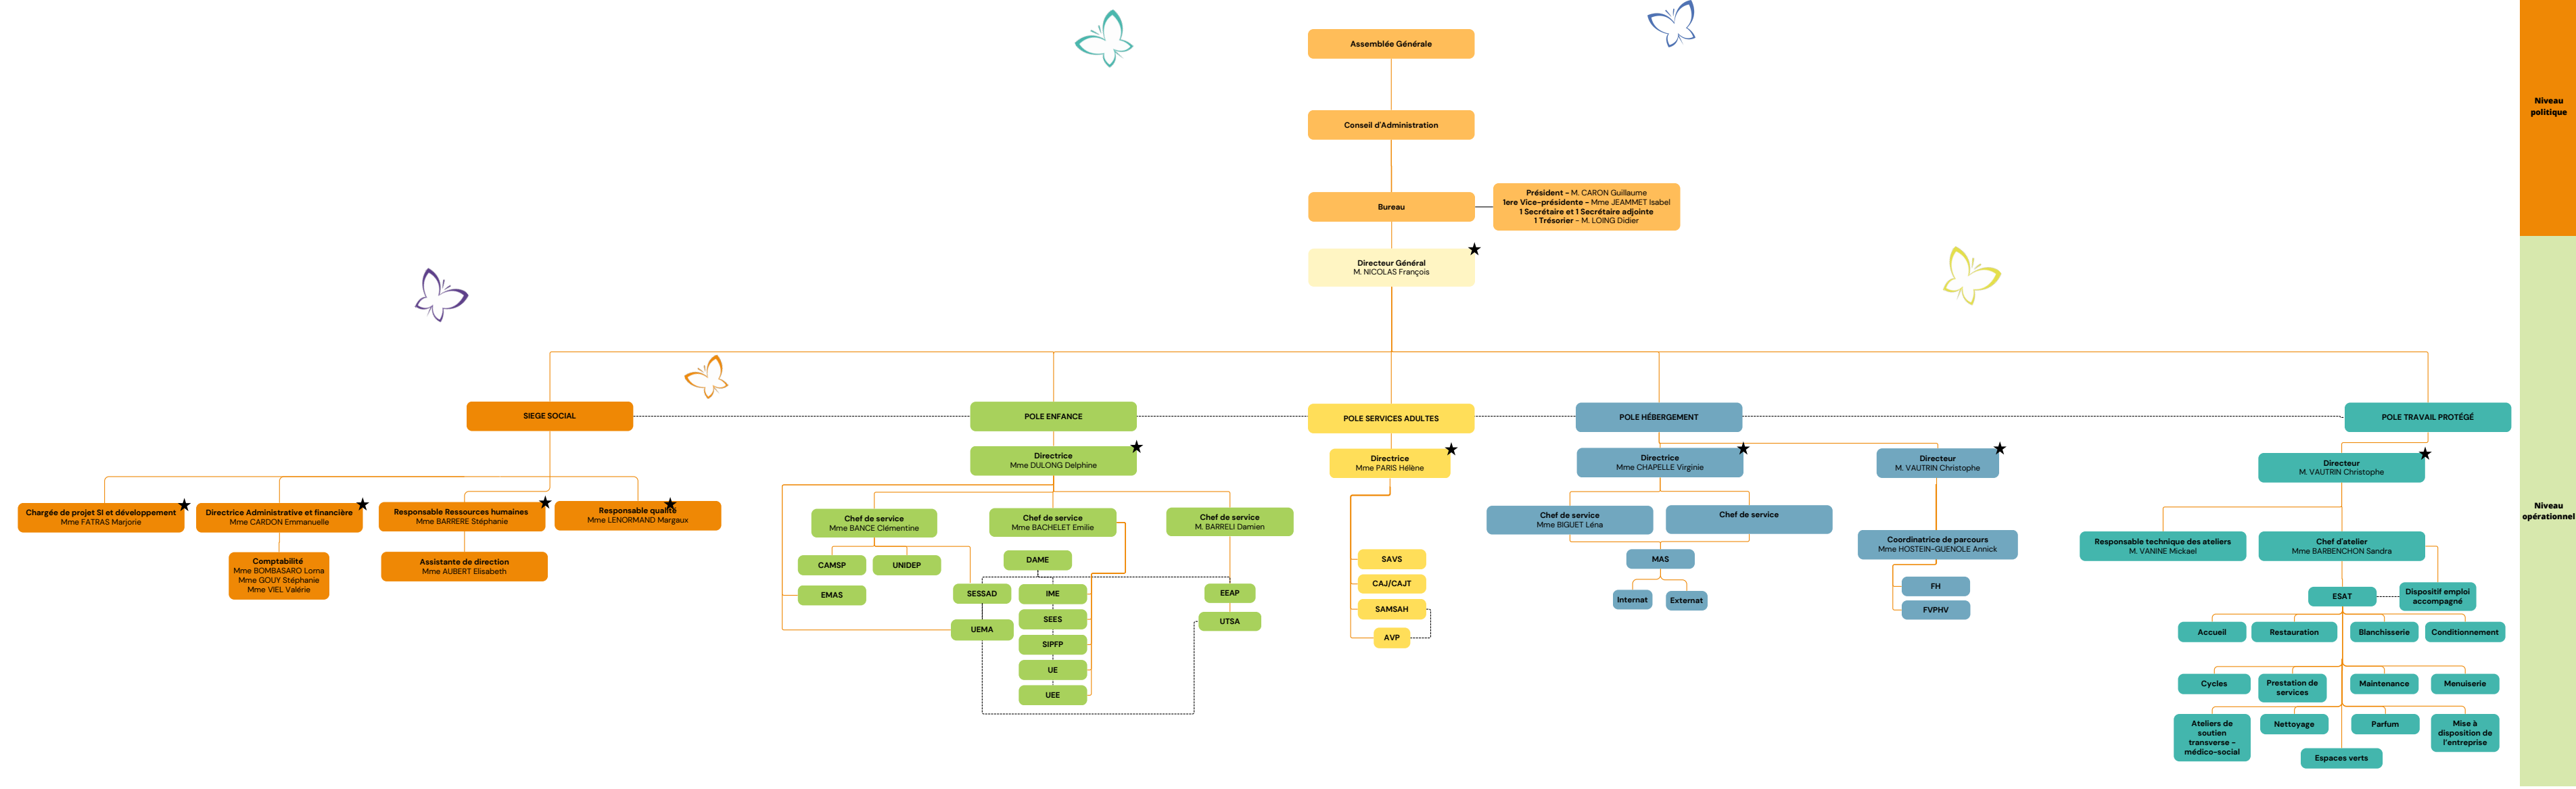 Assemblée Générale
Niveau
politique
Conseil d'Administration
Bureau
Président - M. CARON Guillaume
1ere Vice-présidente - Mme JEAMMET Isabel
1 Secrétaire et 1 Secrétaire adjointe
1 Trésorier - M. LOING Didier
Directeur Général
M. NICOLAS François
SIEGE SOCIAL
POLE ENFANCE
POLE SERVICES ADULTES
POLE HÉBERGEMENT
POLE TRAVAIL PROTÉGÉ
Chargée de projet SI et développement
Mme FATRAS Marjorie
Directrice Administrative et financière
Mme CARDON Emmanuelle
Responsable Ressources humaines
Mme BARRERE Stéphanie
Responsable qualité
Mme LENORMAND Margaux
Comptabilité
Mme BOMBASARO Lorna
Mme GOUY Stéphanie
Mme VIEL Valérie
Assistante de direction
Mme AUBERT Elisabeth
Directrice
Mme DULONG Delphine
Chef de service
Mme BANCE Clémentine
Chef de service
Mme BACHELET Emilie
Chef de service
M. BARRELI Damien
CAMSP
UNIDEP
EMAS
SESSAD
UEMA
DAME
IME
SEES
SIPFP
UE
UEE
EEAP
UTSA
Directrice
Mme PARIS Hélène
SAVS
CAJ/CAJT
SAMSAH
AVP
Directrice
Mme CHAPELLE Virginie
Chef de service
Mme BIGUET Léna
Chef de service
MAS
Internat
Externat
Directeur
M. VAUTRIN Christophe
Coordinatrice de parcours
Mme HOSTEIN-GUENOLE Annick
FH
FVPHV
Directeur
M. VAUTRIN Christophe
Responsable technique des ateliers
M. VANINE Mickael
Chef d'atelier
Mme BARBENCHON Sandra
ESAT
Dispositif emploi
accompagné
Accueil
Restauration
Blanchisserie
Conditionnement
Cycles
Prestation de
services
Maintenance
Menuiserie
Ateliers de
soutien
transverse -
médico-social
Nettoyage
Parfum
Mise à
disposition de
l'entreprise
Espaces verts
Niveau
opérationnel